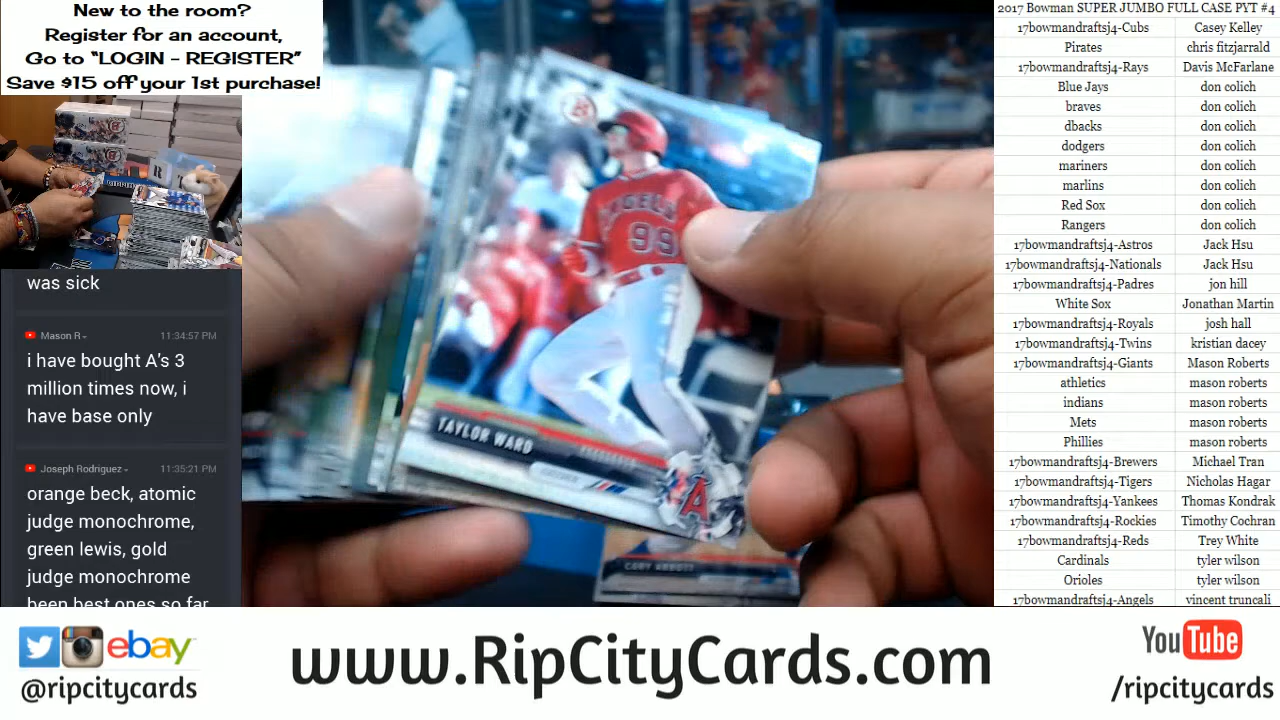 New to the room?
Register for an account,
Go to "LOGIN - REGISTER"
Save $15 off your 1st purchase!
was sick
Mason R
11:34:57 PM
i have bought A's 3
million times now, i
have base only
Joseph Rodriguez
11:35:21 PM
orange beck, atomic
judge monochrome,
green lewis, gold
judge monochrome
been best ones so far
ANGELS
99
TAYLOR WARD
A
CORY ABBOTT
2017 Bowman SUPER JUMBO FULL CASE PYT #4
17bowmandraftsj4-Cubs Casey Kelley
Pirates chris fitzjarrald
17bowmandraftsj4-Rays Davis McFarlane
Blue Jays don colich
braves don colich
dbacks don colich
dodgers don colich
mariners don colich
marlins don colich
Red Sox don colich
Rangers don colich
17bowmandraftsj4-Astros Jack Hsu
17bowmandraftsj4-Nationals Jack Hsu
17bowmandraftsj4-Padres jon hill
White Sox Jonathan Martin
17bowmandraftsj4-Royals josh hall
17bowmandraftsj4-Twins kristian dacey
17bowmandraftsj4-Giants Mason Roberts
athletics mason roberts
indians mason roberts
Mets mason roberts
Phillies mason roberts
17bowmandraftsj4-Brewers Michael Tran
17bowmandraftsj4-Tigers Nicholas Hagar
17bowmandraftsj4-Yankees Thomas Kondrak
17bowmandraftsj4-Rockies Timothy Cochran
17bowmandraftsj4-Reds Trey White
Cardinals tyler wilson
Orioles tyler wilson
17bowmandraftsj4-Angels vincent truncali
ebay
@ripcitycards
www.RipCityCards.com
YouTube
/ripcitycards